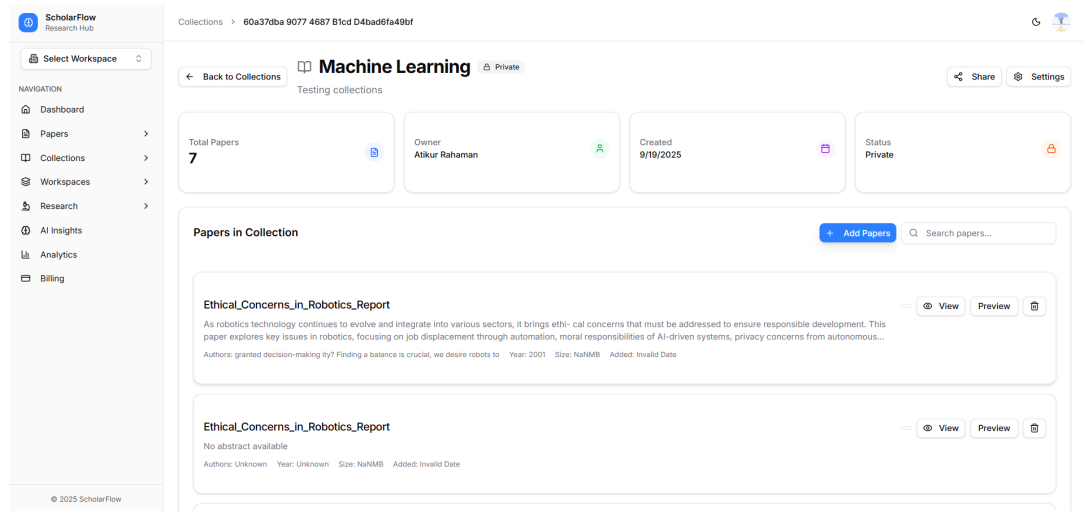 ScholarFlow
Research Hub
Select Workspace
NAVIGATION
Dashboard
Papers
Collections
Workspaces
Research
AI Insights
Analytics
Billing
© 2025 ScholarFlow
Collections > 60a37dba 9077 4687 B1cd D4bad6fa49bf
Back to Collections
Machine Learning
Private
Testing collections
Share
Settings
Total Papers
7
Owner
Atikur Rahaman
Created
9/19/2025
Status
Private
Papers in Collection
+ Add Papers
Search papers...
Ethical_Concerns_in_Robotics_Report
View
Preview
As robotics technology continues to evolve and integrate into various sectors, it brings ethi- cal concerns that must be addressed to ensure responsible development. This
paper explores key issues in robotics, focusing on job displacement through automation, moral responsibilities of AI-driven systems, privacy concerns from autonomous...
Authors: granted decision-making ity? Finding a balance is crucial, we desire robots to Year: 2001 Size: NaNMB Added: Invalid Date
Ethical_Concerns_in_Robotics_Report
View
Preview
No abstract available
Authors: Unknown Year: Unknown Size: NaNMB Added: Invalid Date